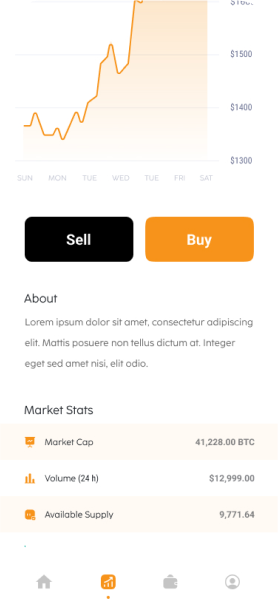 $1500
$1400
$1300
SUN MON TUE WED TUE FRI SAT
Sell Buy
About
Lorem ipsum dolor sit amet, consectetur adipiscing
elit. Mattis posuere non tellus dictum at. Integer
eget sed amet nisi, elit odio.
Market Stats
Market Cap 41,228.00 BTC
Volume (24 h) $12,999.00
Available Supply 9,771.64